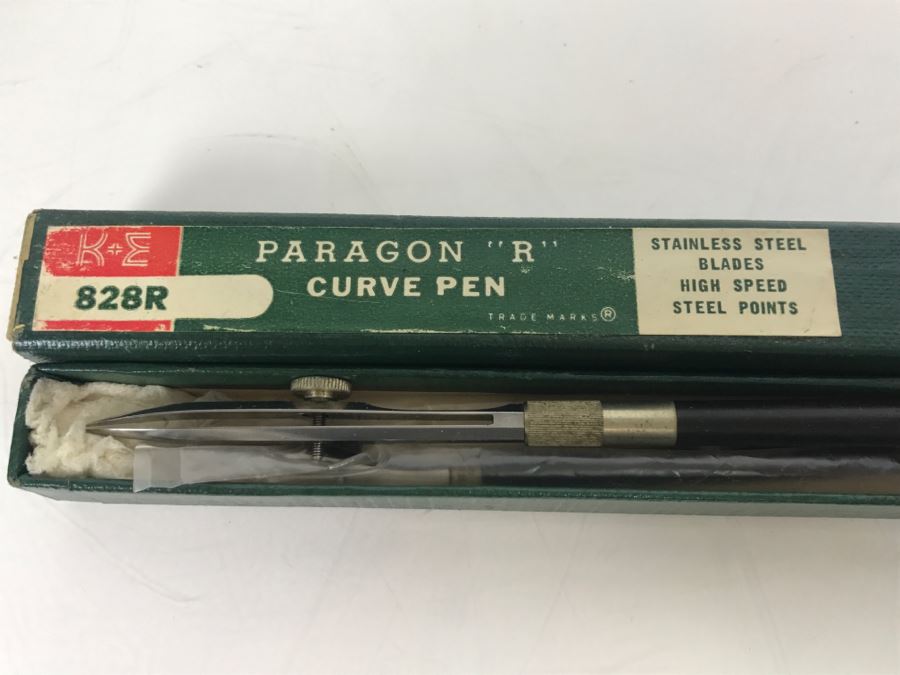 K+E
828R
PARAGON "R"
CURVE PEN
TRADE MARKS®
STAINLESS STEEL
BLADES
HIGH SPEED
STEEL POINTS